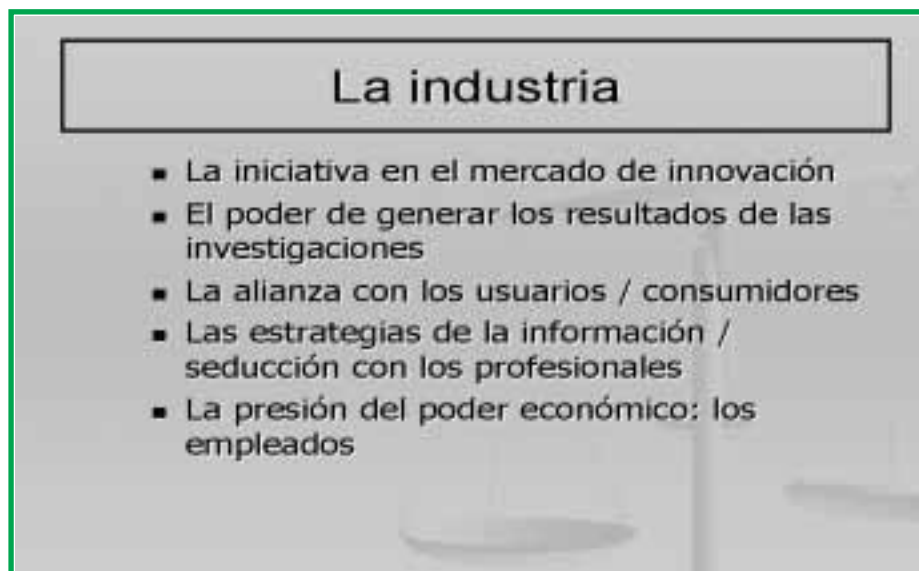 La industria
▪ La iniciativa en el mercado de innovación
▪ El poder de generar los resultados de las
investigaciones
▪ La alianza con los usuarios / consumidores
▪ Las estrategias de la información /
seducción con los profesionales
▪ La presión del poder económico: los
empleados